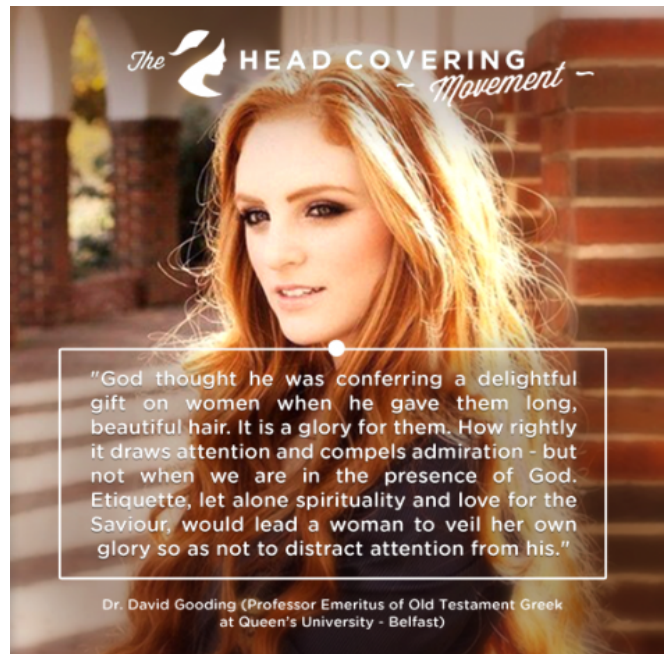 The HEAD COVERING
~ Movement ~
"God thought he was conferring a delightful
gift on women when he gave them long,
beautiful hair. It is a glory for them. How rightly
it draws attention and compels admiration - but
not when we are in the presence of God.
Etiquette, let alone spirituality and love for the
Saviour, would lead a woman to veil her own
glory so as not to distract attention from his."
Dr. David Gooding (Professor Emeritus of Old Testament Greek
at Queen's University - Belfast)